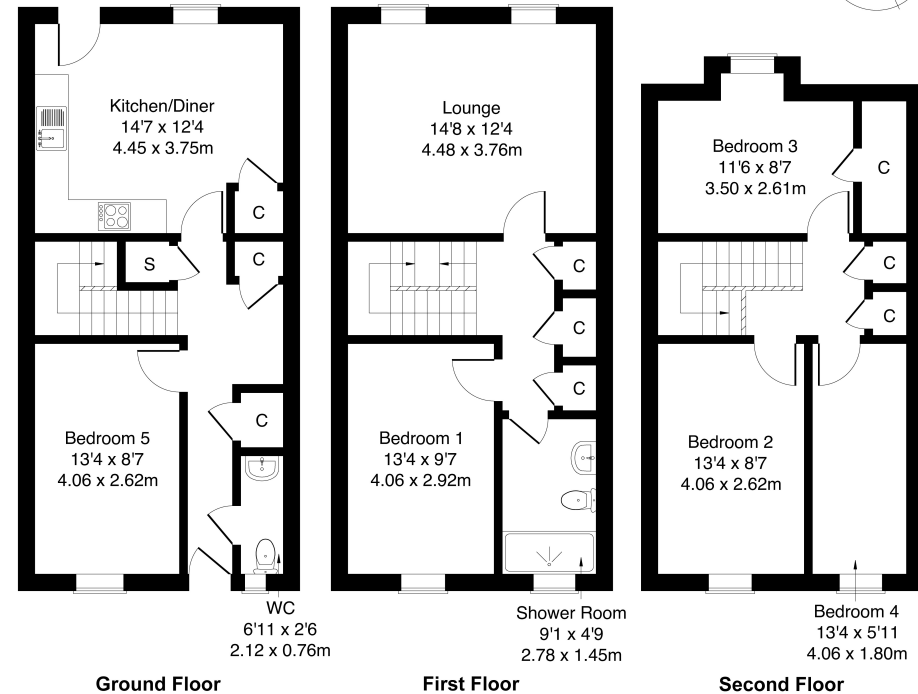 Kitchen/Diner
14'7 x 12'4
4.45 x 3.75m
C
S
C
Bedroom 5
13'4 x 8'7
4.06 x 2.62m
C
WC
6'11 x 2'6
2.12 x 0.76m
Ground Floor
Lounge
14'8 x 12'4
4.48 x 3.76m
C
C
C
Bedroom 1
13'4 x 9'7
4.06 x 2.92m
Shower Room
9'1 x 4'9
2.78 x 1.45m
First Floor
Bedroom 3
11'6 x 8'7
3.50 x 2.61m
C
C
C
Bedroom 2
13'4 x 8'7
4.06 x 2.62m
Bedroom 4
13'4 x 5'11
4.06 x 1.80m
Second Floor